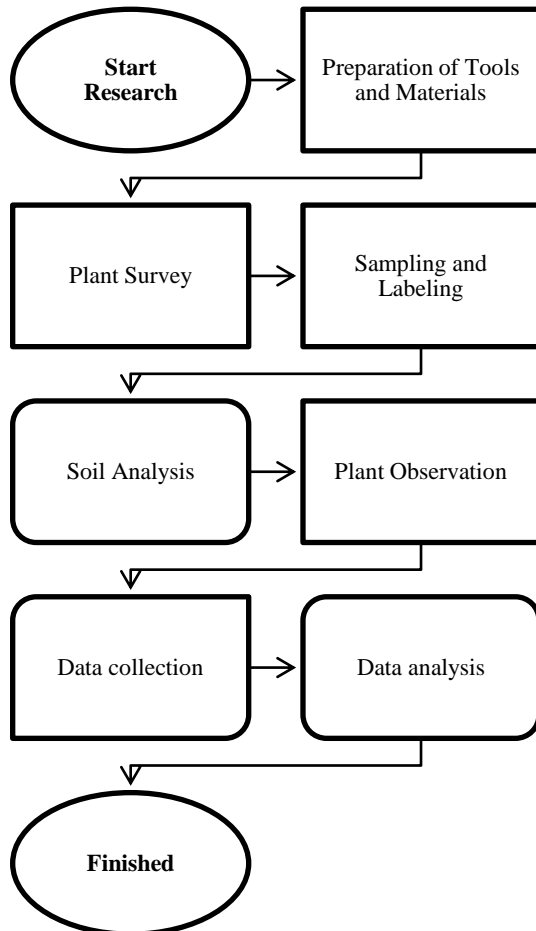 Start
Research
Preparation of Tools
and Materials
Plant Survey
Sampling and
Labeling
Soil Analysis
Plant Observation
Data collection
Data analysis
Finished